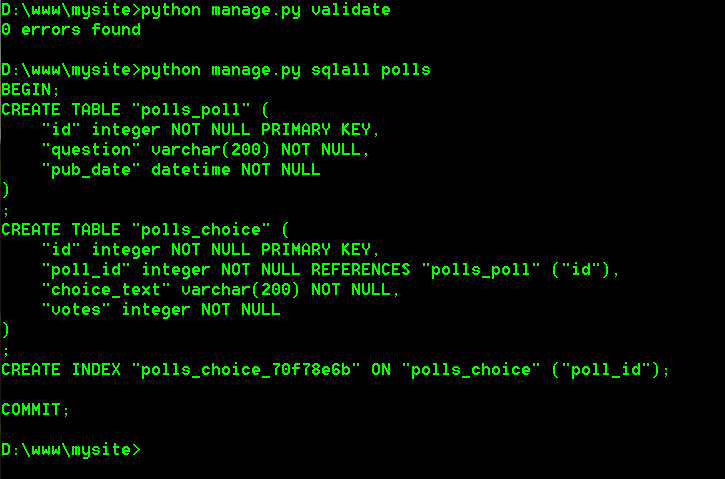 D:\www\mysite>python manage.py validate
0 errors found
D:\www\mysite>python manage.py sqlall polls
BEGIN;
CREATE TABLE "polls_poll" (
    "id" integer NOT NULL PRIMARY KEY,
    "question" varchar(200) NOT NULL,
    "pub_date" datetime NOT NULL
)
;
CREATE TABLE "polls_choice" (
    "id" integer NOT NULL PRIMARY KEY,
    "poll_id" integer NOT NULL REFERENCES "polls_poll" ("id"),
    "choice_text" varchar(200) NOT NULL,
    "votes" integer NOT NULL
)
;
CREATE INDEX "polls_choice_70f78e6b" ON "polls_choice" ("poll_id");
COMMIT;
D:\www\mysite>